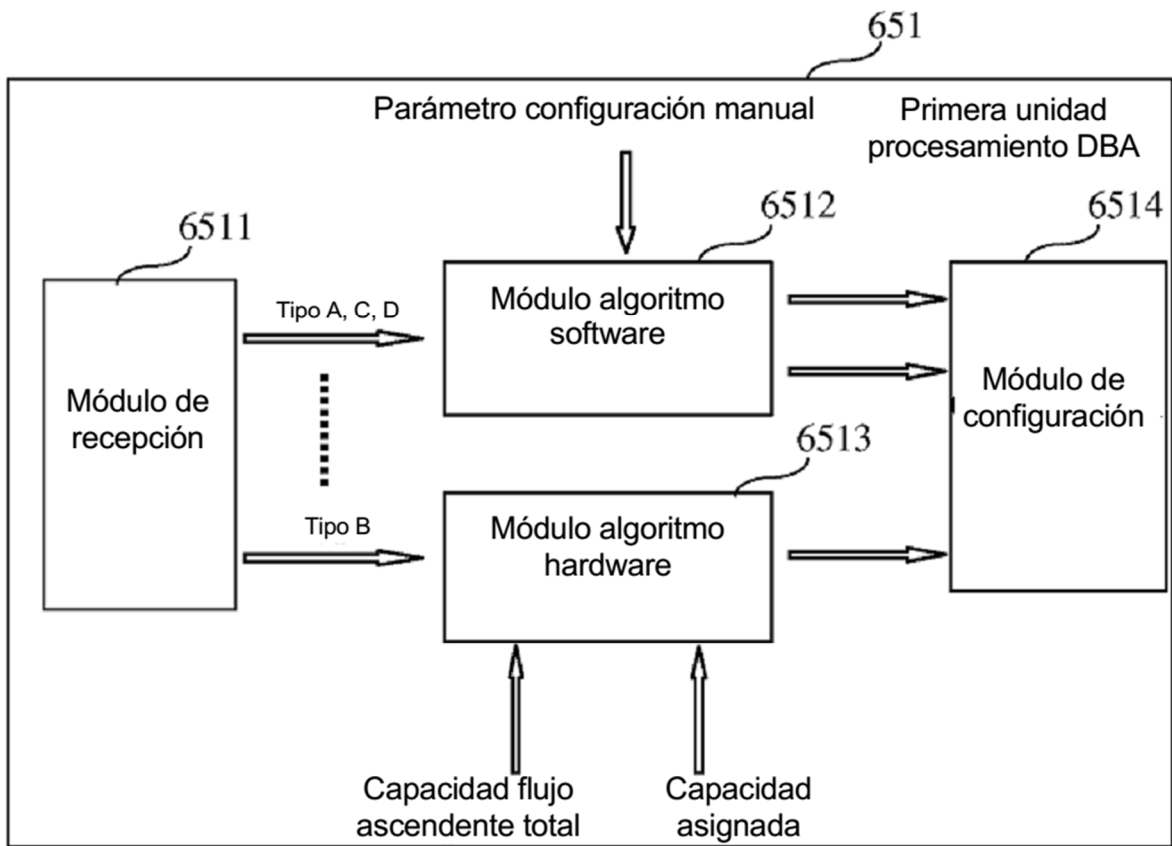 651
Parámetro configuración manual
Primera unidad
procesamiento DBA
6511
6512
6514
Tipo A, C, D
Módulo algoritmo
software
Módulo de
recepción
Módulo de
configuración
6513
Tipo B
Módulo algoritmo
hardware
Capacidad flujo
ascendente total
Capacidad
asignada